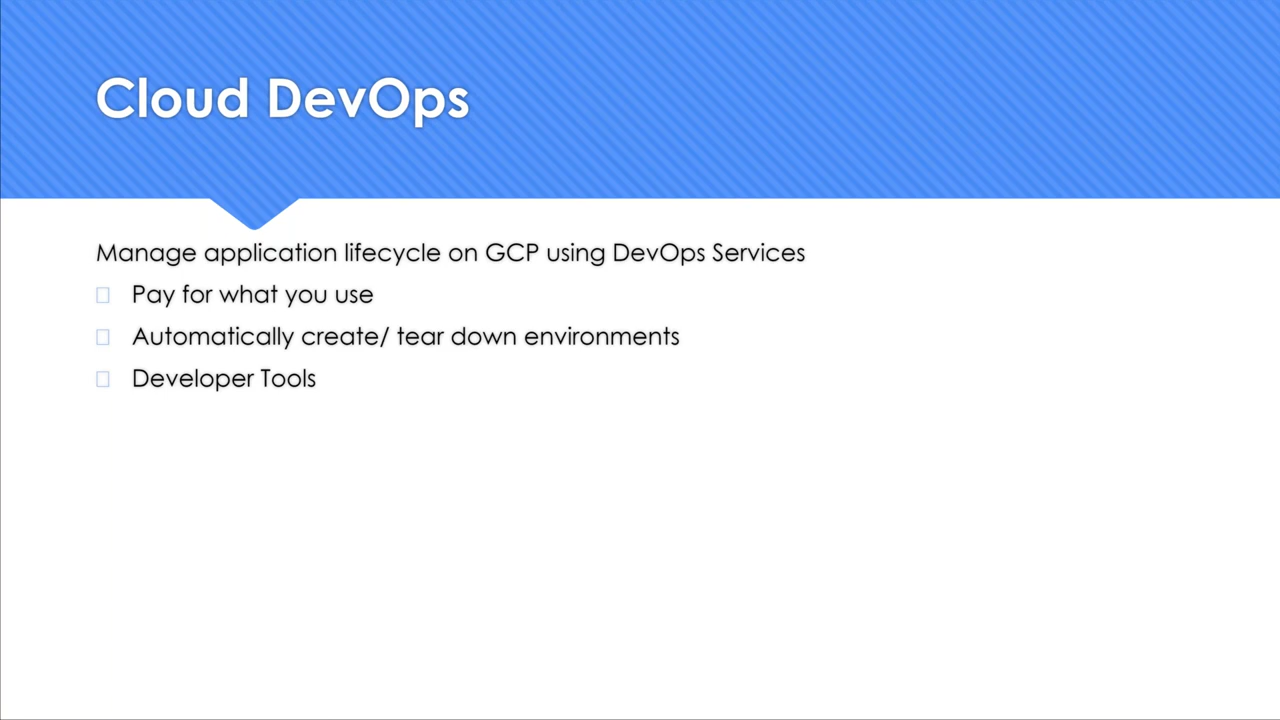 Cloud DevOps
Manage application lifecycle on GCP using DevOps Services
Pay for what you use
Automatically create/ tear down environments
Developer Tools